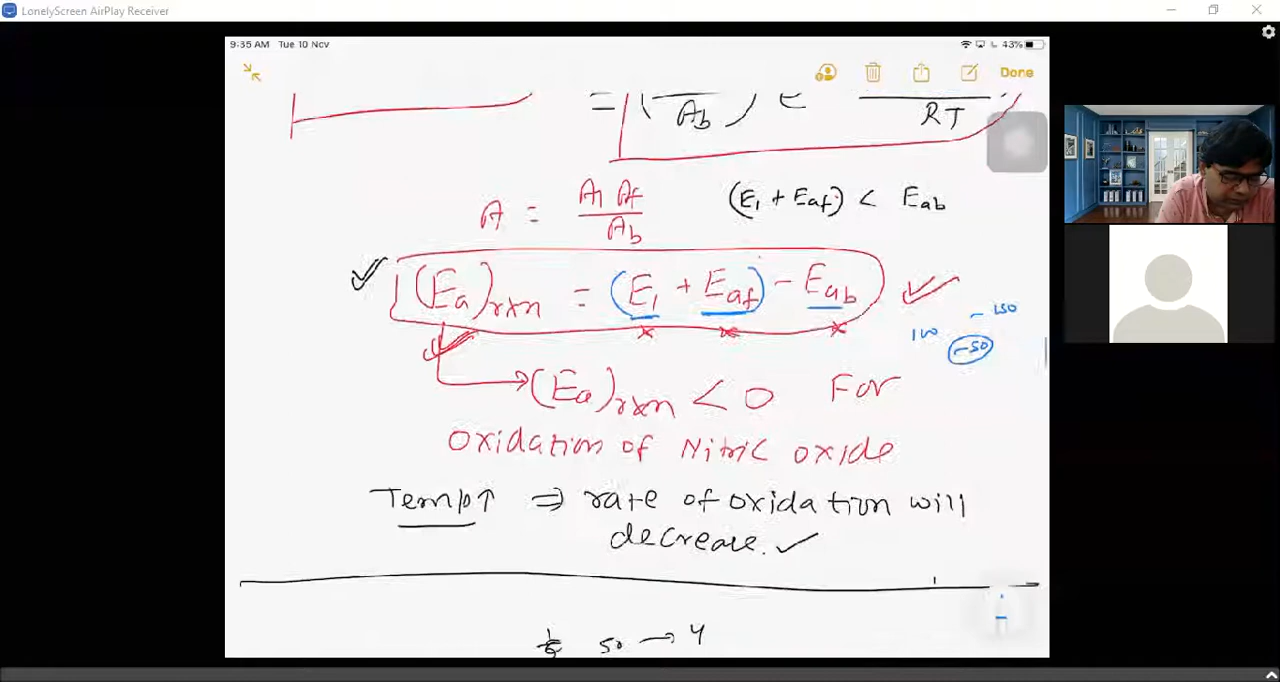 LonelyScreen AirPlay Receiver
9:35 AM Tue 10 Nov
43%
Done
= ( / Ab ) e / RT
A = A1 Af / Ab
(E1 + Eaf) < Eab
(Ea)rxn = (E1 + Eaf) - Eab
- 150
100
-50
(Ea)rxn < 0 For
oxidation of Nitric oxide
Temp↑ ⇒ rate of oxidation will
decrease.
50 → 4